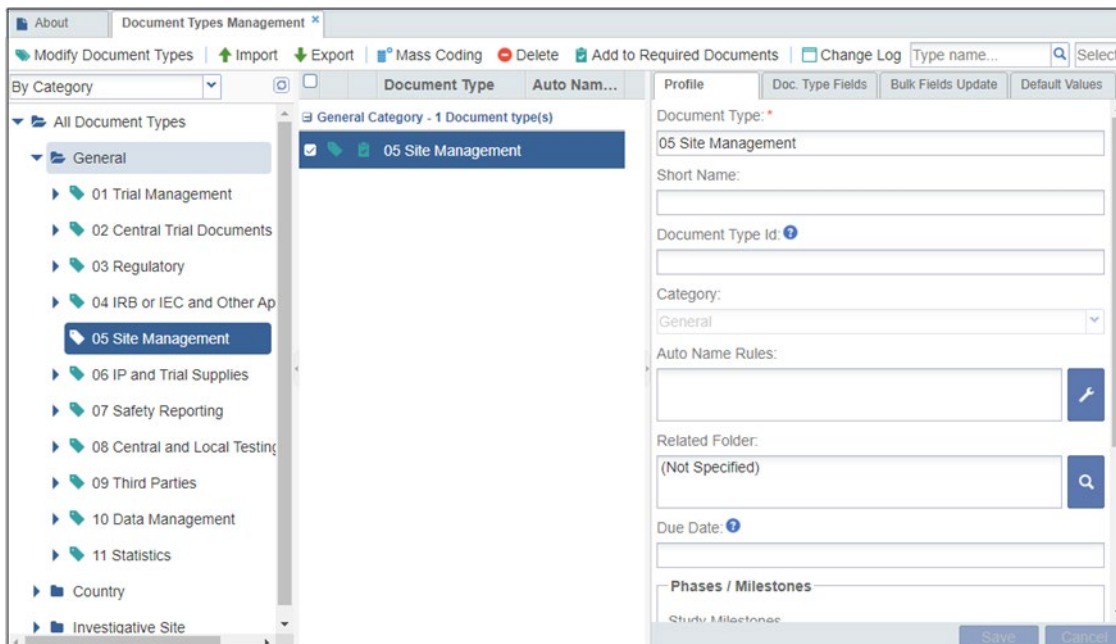 About
Document Types Management
Modify Document Types Import Export Mass Coding Delete Add to Required Documents Change Log Type name... Select
By Category
All Document Types
General
01 Trial Management
02 Central Trial Documents
03 Regulatory
04 IRB or IEC and Other Ap
05 Site Management
06 IP and Trial Supplies
07 Safety Reporting
08 Central and Local Testing
09 Third Parties
10 Data Management
11 Statistics
Country
Investigative Site
Document Type Auto Nam...
General Category - 1 Document type(s)
05 Site Management
Profile Doc. Type Fields Bulk Fields Update Default Values
Document Type:*
05 Site Management
Short Name:
Document Type Id:
Category:
General
Auto Name Rules:
Related Folder:
(Not Specified)
Due Date:
Phases / Milestones
Study Milestones
Save Cancel